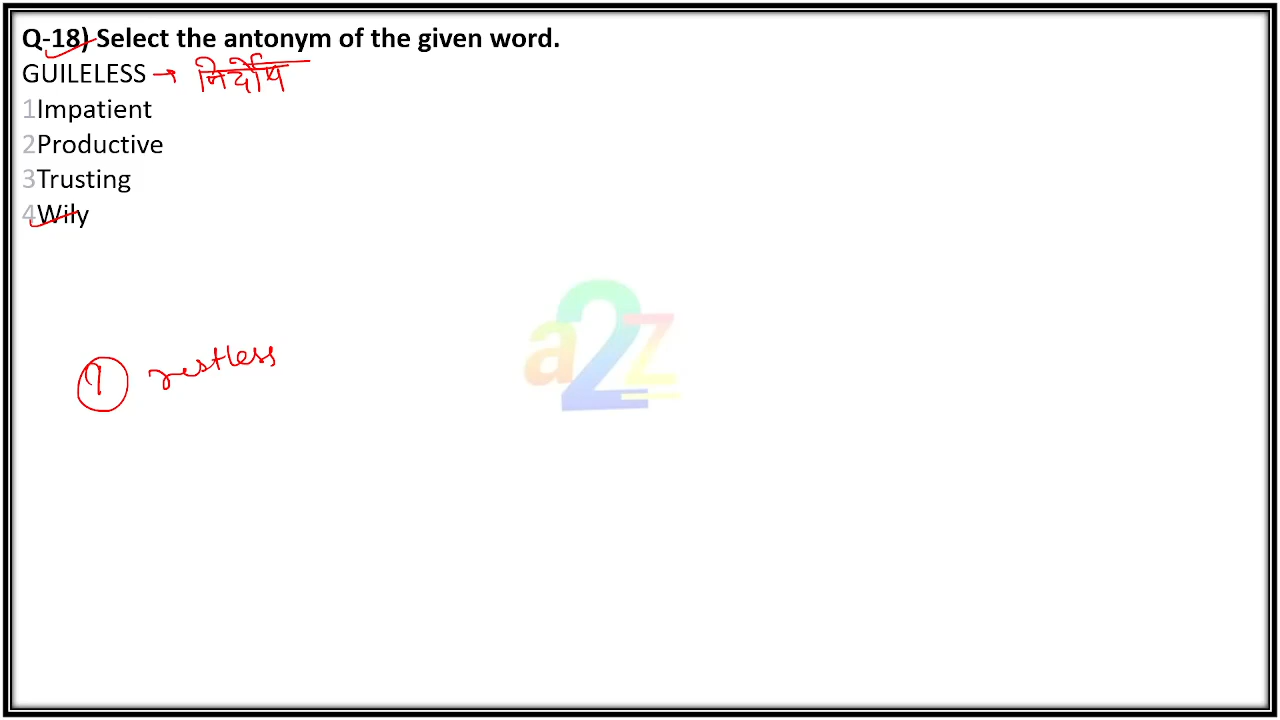 Q-18) Select the antonym of the given word.
GUILELESS → निर्दोष
1Impatient
2Productive
3Trusting
4Wily
a2z
1 restless